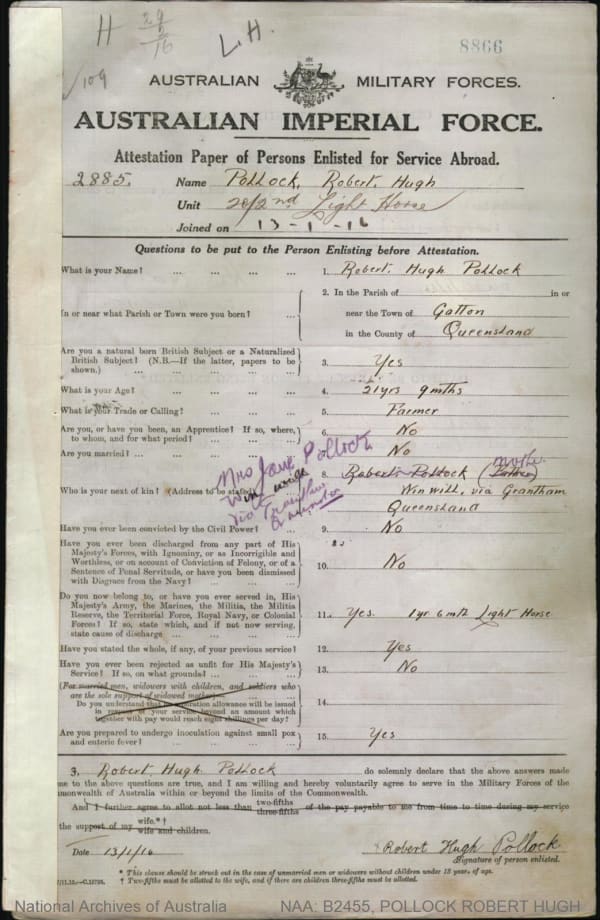 H 29/16 L.H. 8866
✓109
AUSTRALIAN MILITARY FORCES.
AUSTRALIAN IMPERIAL FORCE.
Attestation Paper of Persons Enlisted for Service Abroad.
2885. Name Pollock, Robert, Hugh
Unit 20/2nd Light Horse
Joined on 13-1-16
Questions to be put to the Person Enlisting before Attestation.
What is your Name? ... ... ... ... 1. Robert. Hugh Pollock
2. In the Parish of in or
In or near what Parish or Town were you born? ... near the Town of Gatton
in the County of Queensland
Are you a natural born British Subject or a Naturalized
British Subject? (N.B.—If the latter, papers to be 3. Yes
shown.) ... ... ... ... ...
What is your Age? ... ... ... ... 4. 21yrs 9mths
What is your Trade or Calling? ... ... ... 5. Farmer
Are you, or have you been, an Apprentice? If so, where, 6. No
to whom, and for what period? ... ... ...
Are you married? ... ... ... ... 7. No
Mrs Jane Pollock
8. Robert Pollock (Father) mother
Who is your next of kin? (Address to be stated) Winwill, via Grantham
Queensland
Have you ever been convicted by the Civil Power? ... 9. No
Have you ever been discharged from any part of His
Majesty's Forces, with Ignominy, or as Incorrigible and
Worthless, or on account of Conviction of Felony, or of a 10. No
Sentence of Penal Servitude, or have you been dismissed
with Disgrace from the Navy? ... ... ...
Do you now belong to, or have you ever served in, His
Majesty's Army, the Marines, the Militia, the Militia
Reserve, the Territorial Force, Royal Navy, or Colonial 11. Yes. 1yr 6mth Light Horse
Forces? If so, state which, and if not now serving,
state cause of discharge ... ... ... ...
Have you stated the whole, if any, of your previous service? 12. Yes
Have you ever been rejected as unfit for His Majesty's 13. No
Service? If so, on what grounds? ... ... ...
(For married men, widowers with children, and soldiers who
are the sole support of widowed mother)—
Do you understand that no separation allowance will be issued 14.
in respect of your service beyond an amount which
together with pay would reach eight shillings per day?
Are you prepared to undergo inoculation against small pox 15. Yes
and enteric fever? ... ... ... ...
I, Robert, Hugh Pollock do solemnly declare that the above answers made
me to the above questions are true, and I am willing and hereby voluntarily agree to serve in the Military Forces of the
mmonwealth of Australia within or beyond the limits of the Commonwealth.
And I further agree to allot not less than two-fifths three-fifths of the pay payable to me from time to time during my service
the support of my wife.*† wife and children.
Date 13/1/16 Robert Hugh Pollock
Signature of person enlisted.
* This clause should be struck out in the case of unmarried men or widowers without children under 18 years of age.
† Two-fifths must be allotted to the wife, and if there are children three-fifths must be allotted.
National Archives of Australia NAA: B2455, POLLOCK ROBERT HUGH